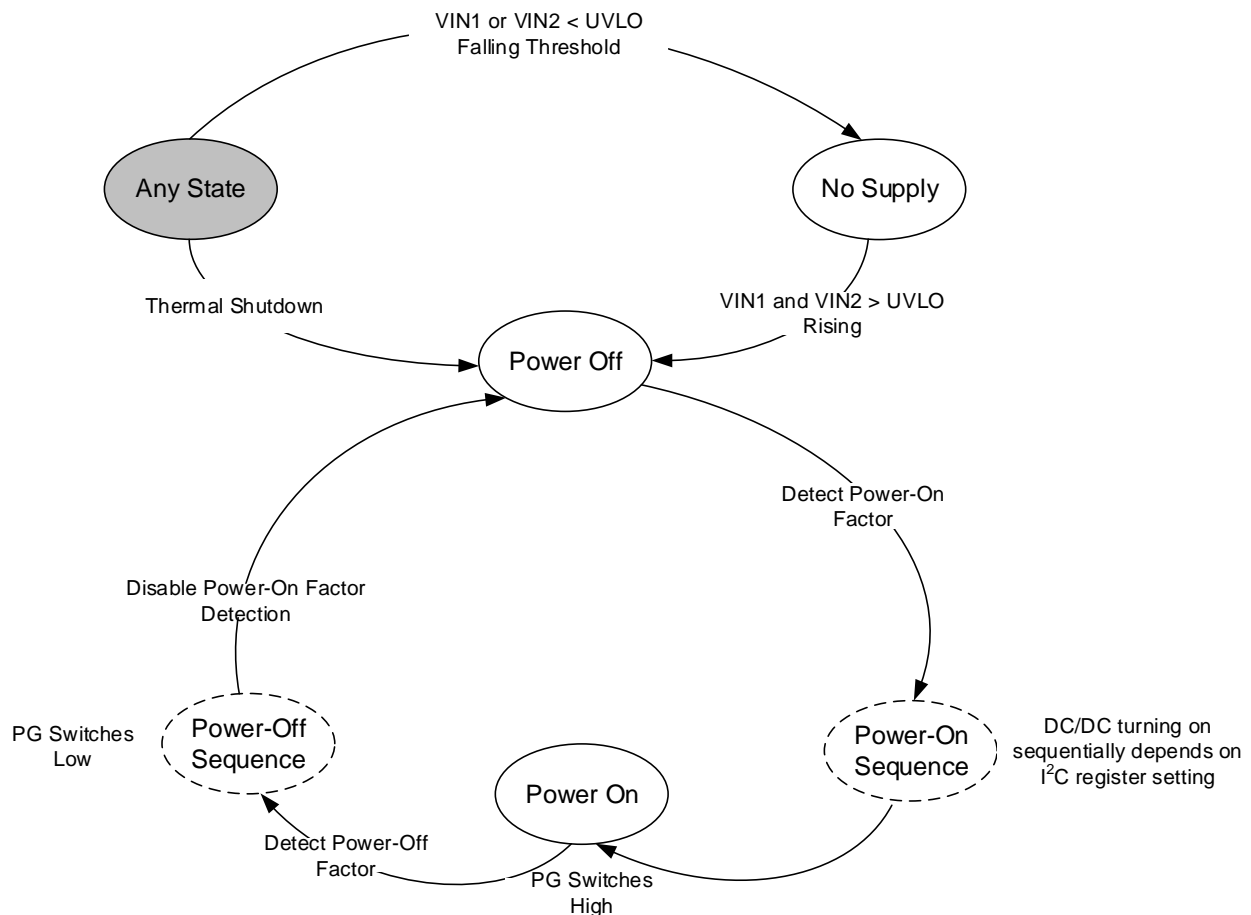 VIN1 or VIN2 < UVLO
Falling Threshold
Any State
No Supply
Thermal Shutdown
VIN1 and VIN2 > UVLO
Rising
Power Off
Detect Power-On
Factor
Disable Power-On Factor
Detection
PG Switches
Low
Power-Off
Sequence
Power On
Power-On
Sequence
DC/DC turning on
sequentially depends on
I²C register setting
Detect Power-Off
Factor
PG Switches
High